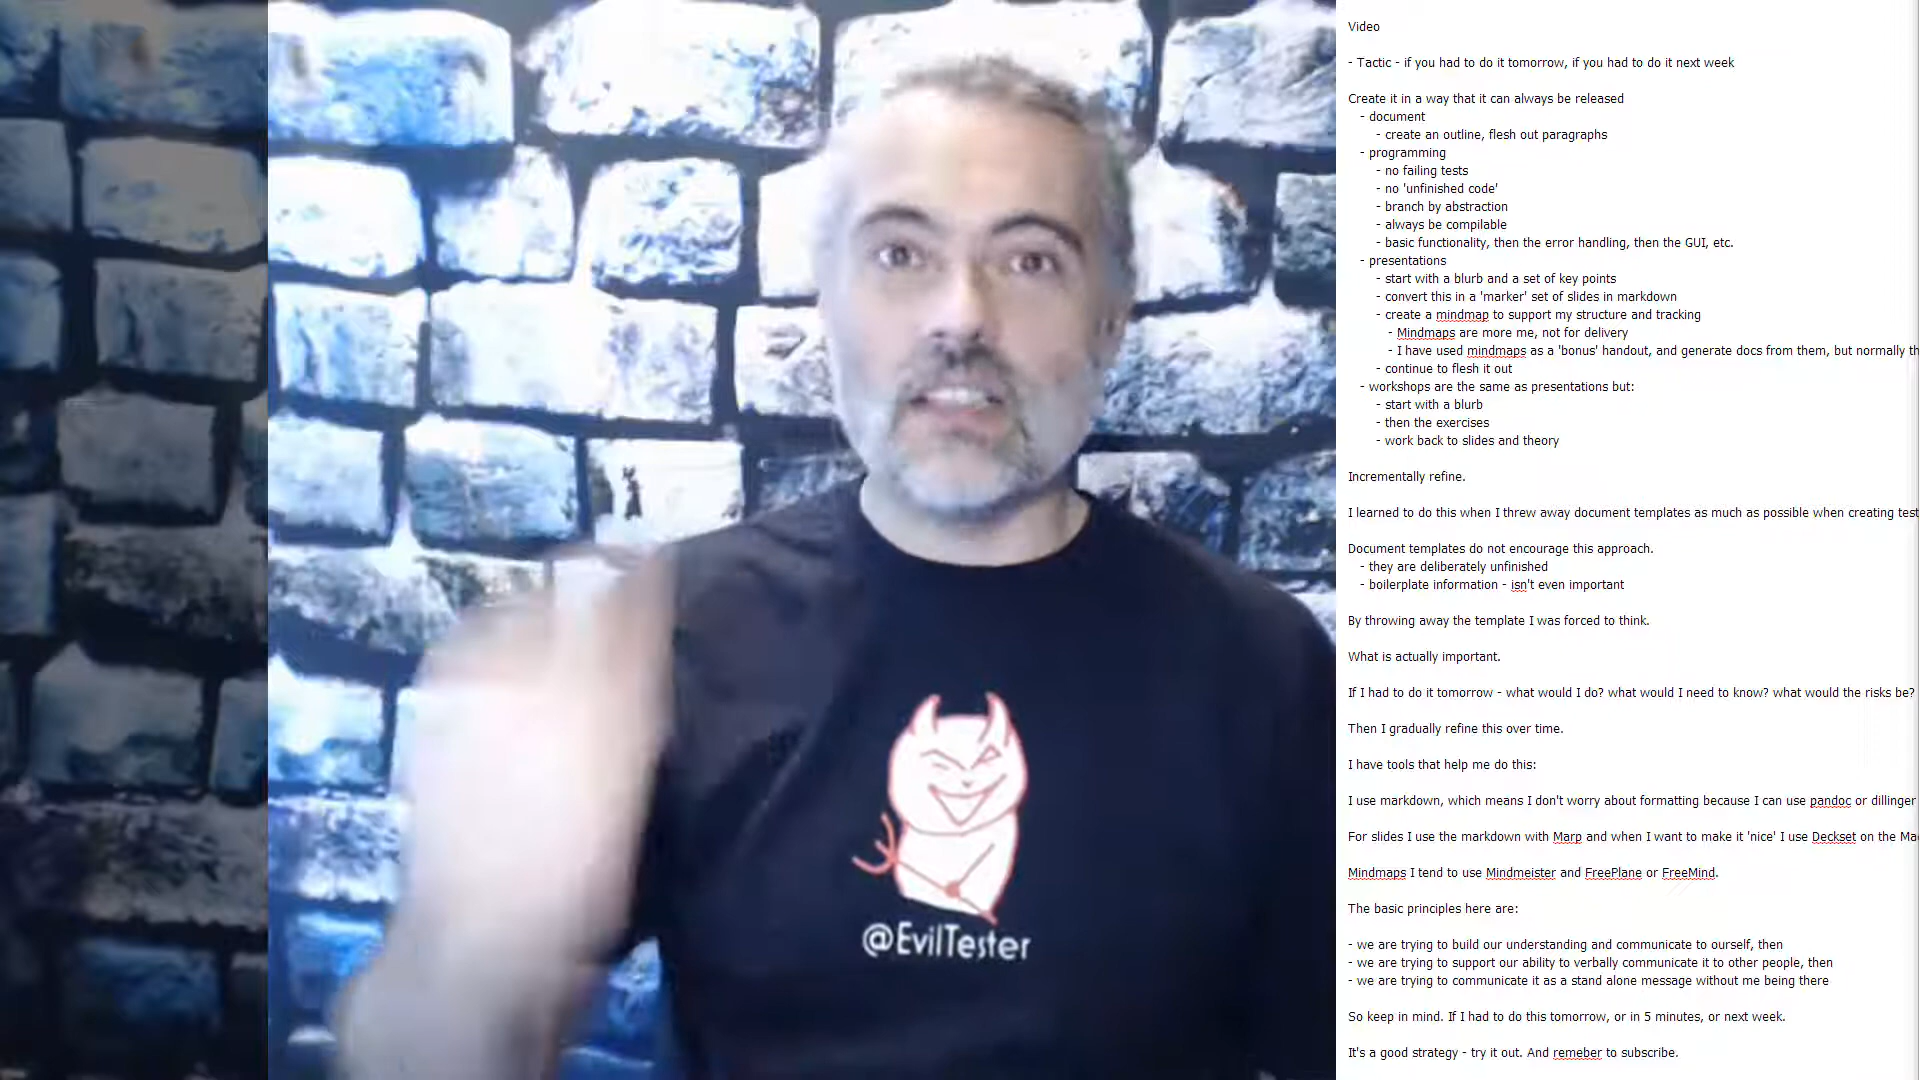 Video
- Tactic - if you had to do it tomorrow, if you had to do it next week
Create it in a way that it can always be released
- document
- create an outline, flesh out paragraphs
- programming
- no failing tests
- no 'unfinished code'
- branch by abstraction
- always be compilable
- basic functionality, then the error handling, then the GUI, etc.
- presentations
- start with a blurb and a set of key points
- convert this in a 'marker' set of slides in markdown
- create a mindmap to support my structure and tracking
- Mindmaps are more me, not for delivery
- I have used mindmaps as a 'bonus' handout, and generate docs from them, but normally th
- continue to flesh it out
- workshops are the same as presentations but:
- start with a blurb
- then the exercises
- work back to slides and theory
Incrementally refine.
I learned to do this when I threw away document templates as much as possible when creating test
Document templates do not encourage this approach.
- they are deliberately unfinished
- boilerplate information - isn't even important
By throwing away the template I was forced to think.
What is actually important.
If I had to do it tomorrow - what would I do? what would I need to know? what would the risks be?
Then I gradually refine this over time.
I have tools that help me do this:
I use markdown, which means I don't worry about formatting because I can use pandoc or dillinger
For slides I use the markdown with Marp and when I want to make it 'nice' I use Deckset on the Ma
Mindmaps I tend to use Mindmeister and FreePlane or FreeMind.
The basic principles here are:
- we are trying to build our understanding and communicate to ourself, then
- we are trying to support our ability to verbally communicate it to other people, then
- we are trying to communicate it as a stand alone message without me being there
So keep in mind. If I had to do this tomorrow, or in 5 minutes, or next week.
It's a good strategy - try it out. And remeber to subscribe.
@EvilTester